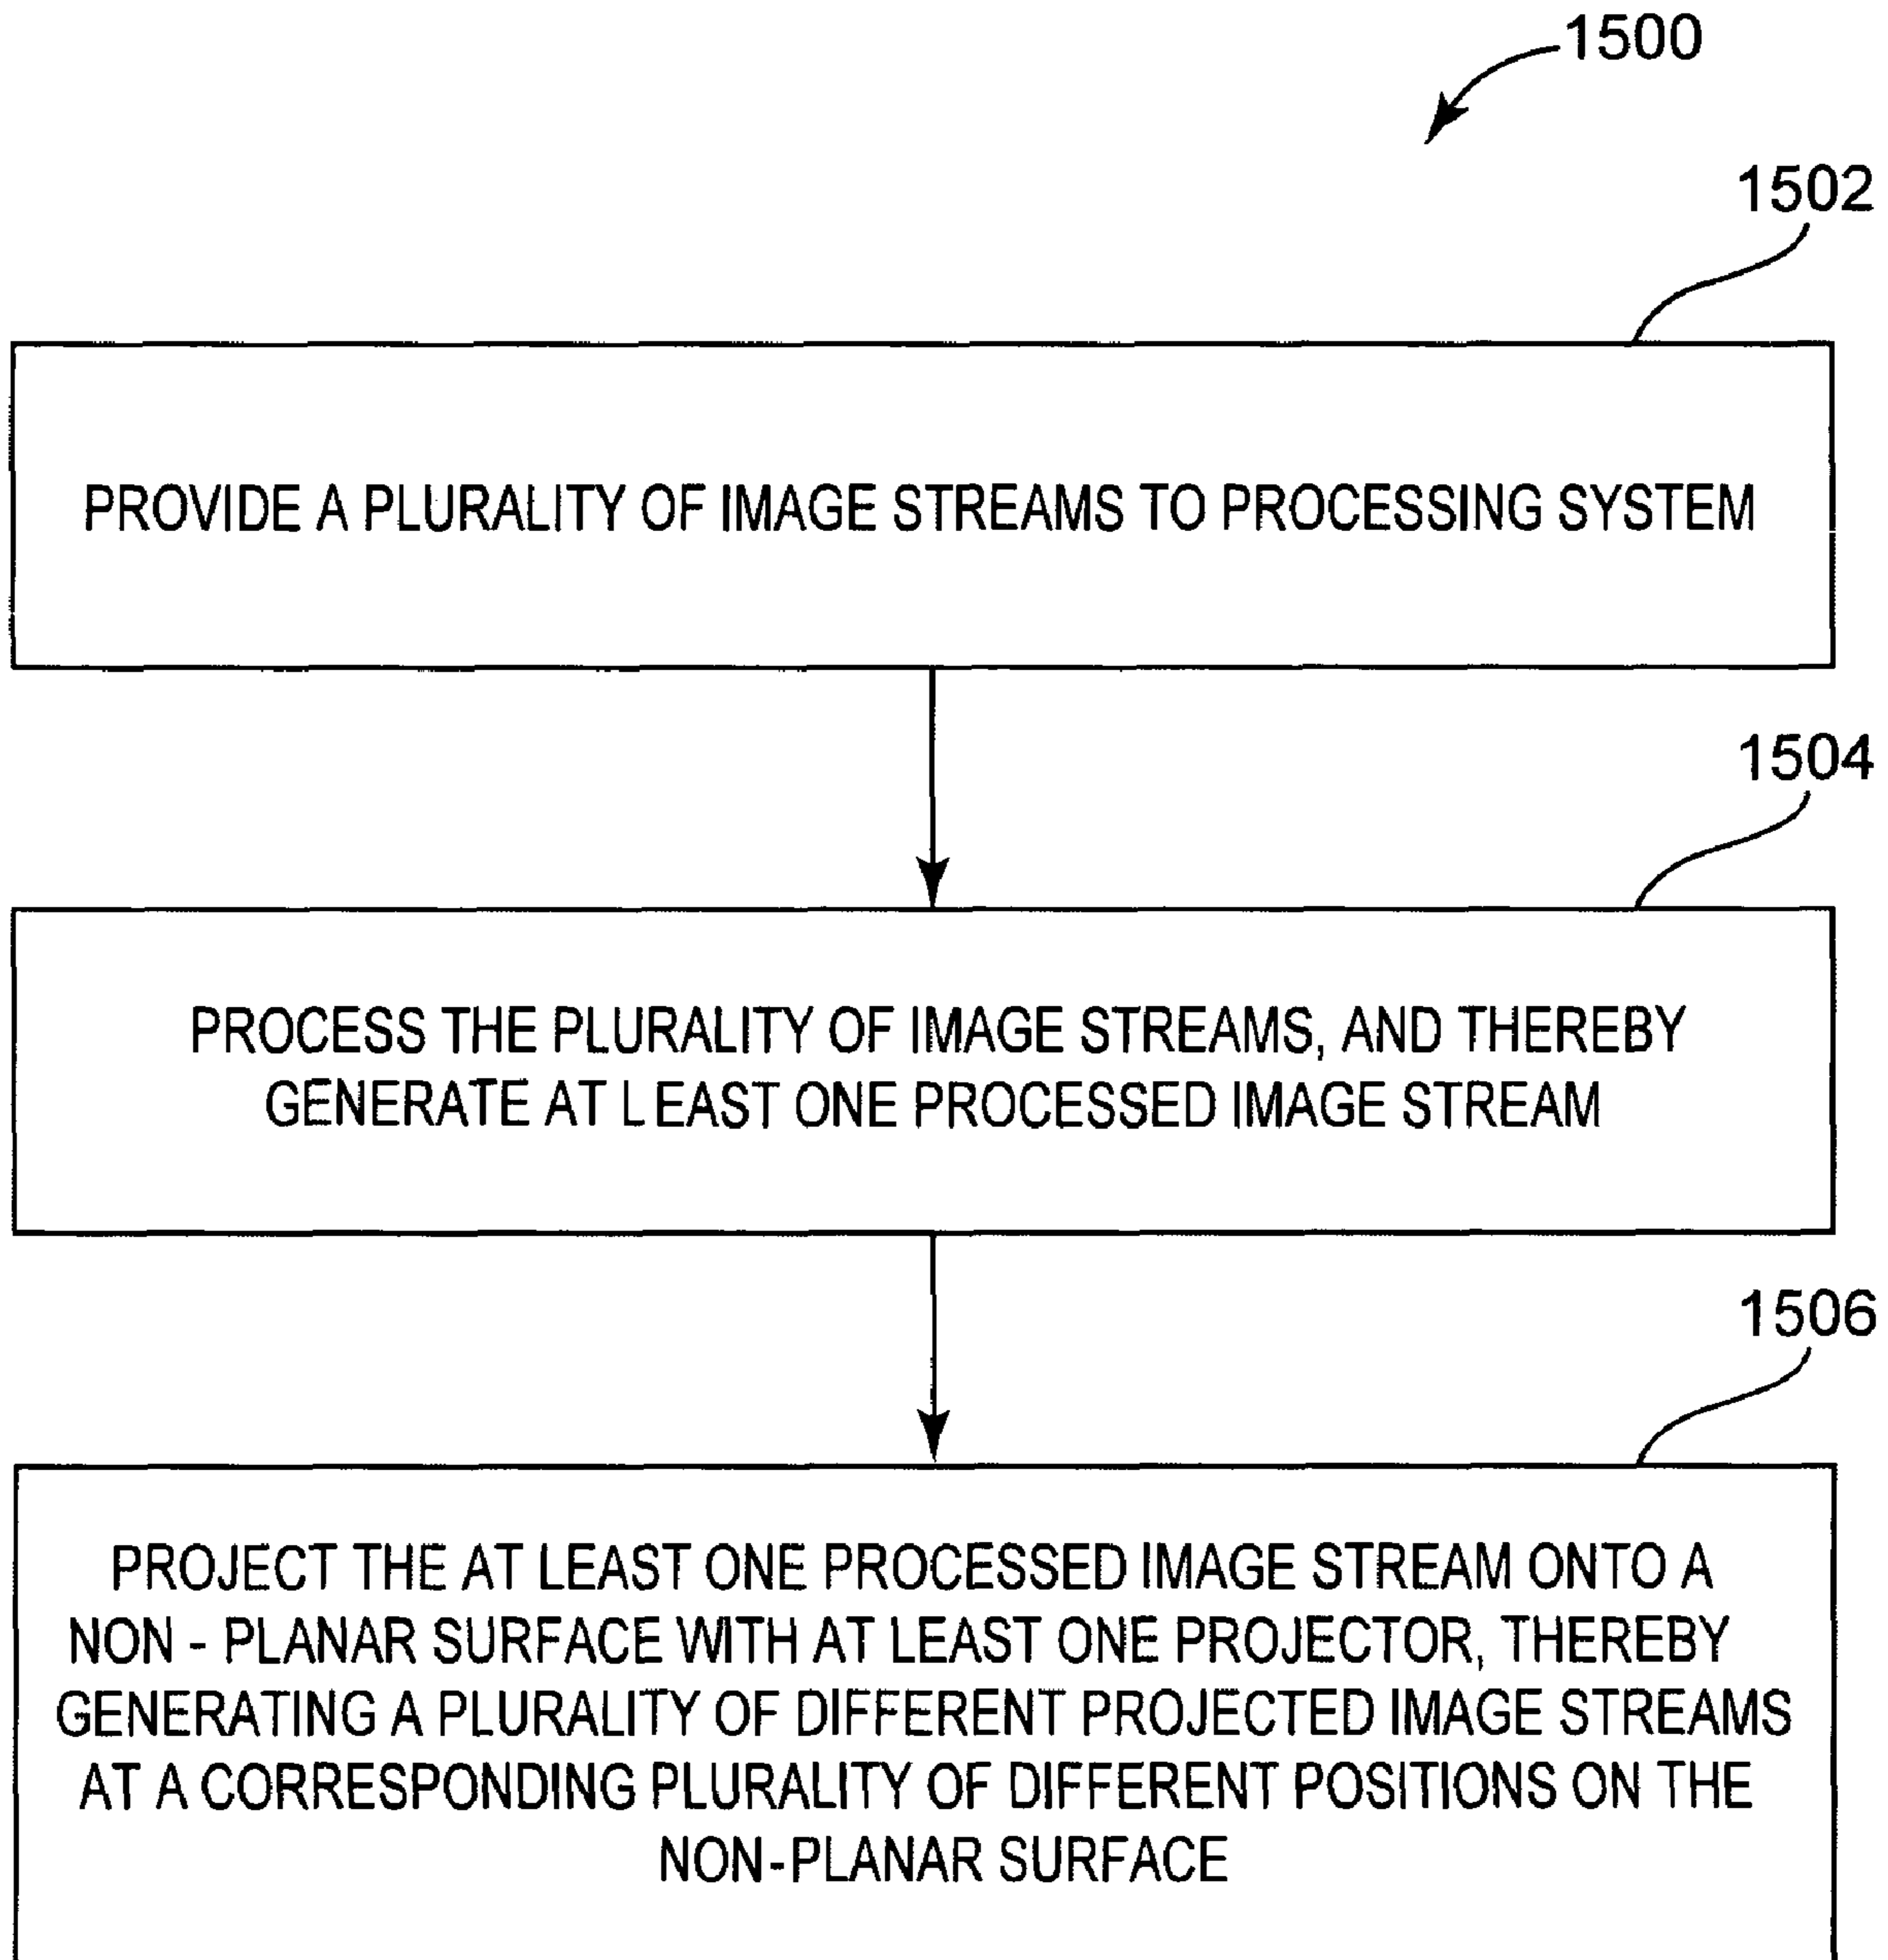 1500
1502
PROVIDE A PLURALITY OF IMAGE STREAMS TO PROCESSING SYSTEM
1504
PROCESS THE PLURALITY OF IMAGE STREAMS, AND THEREBY
GENERATE AT LEAST ONE PROCESSED IMAGE STREAM
1506
PROJECT THE AT LEAST ONE PROCESSED IMAGE STREAM ONTO A
NON - PLANAR SURFACE WITH AT LEAST ONE PROJECTOR, THEREBY
GENERATING A PLURALITY OF DIFFERENT PROJECTED IMAGE STREAMS
AT A CORRESPONDING PLURALITY OF DIFFERENT POSITIONS ON THE
NON-PLANAR SURFACE